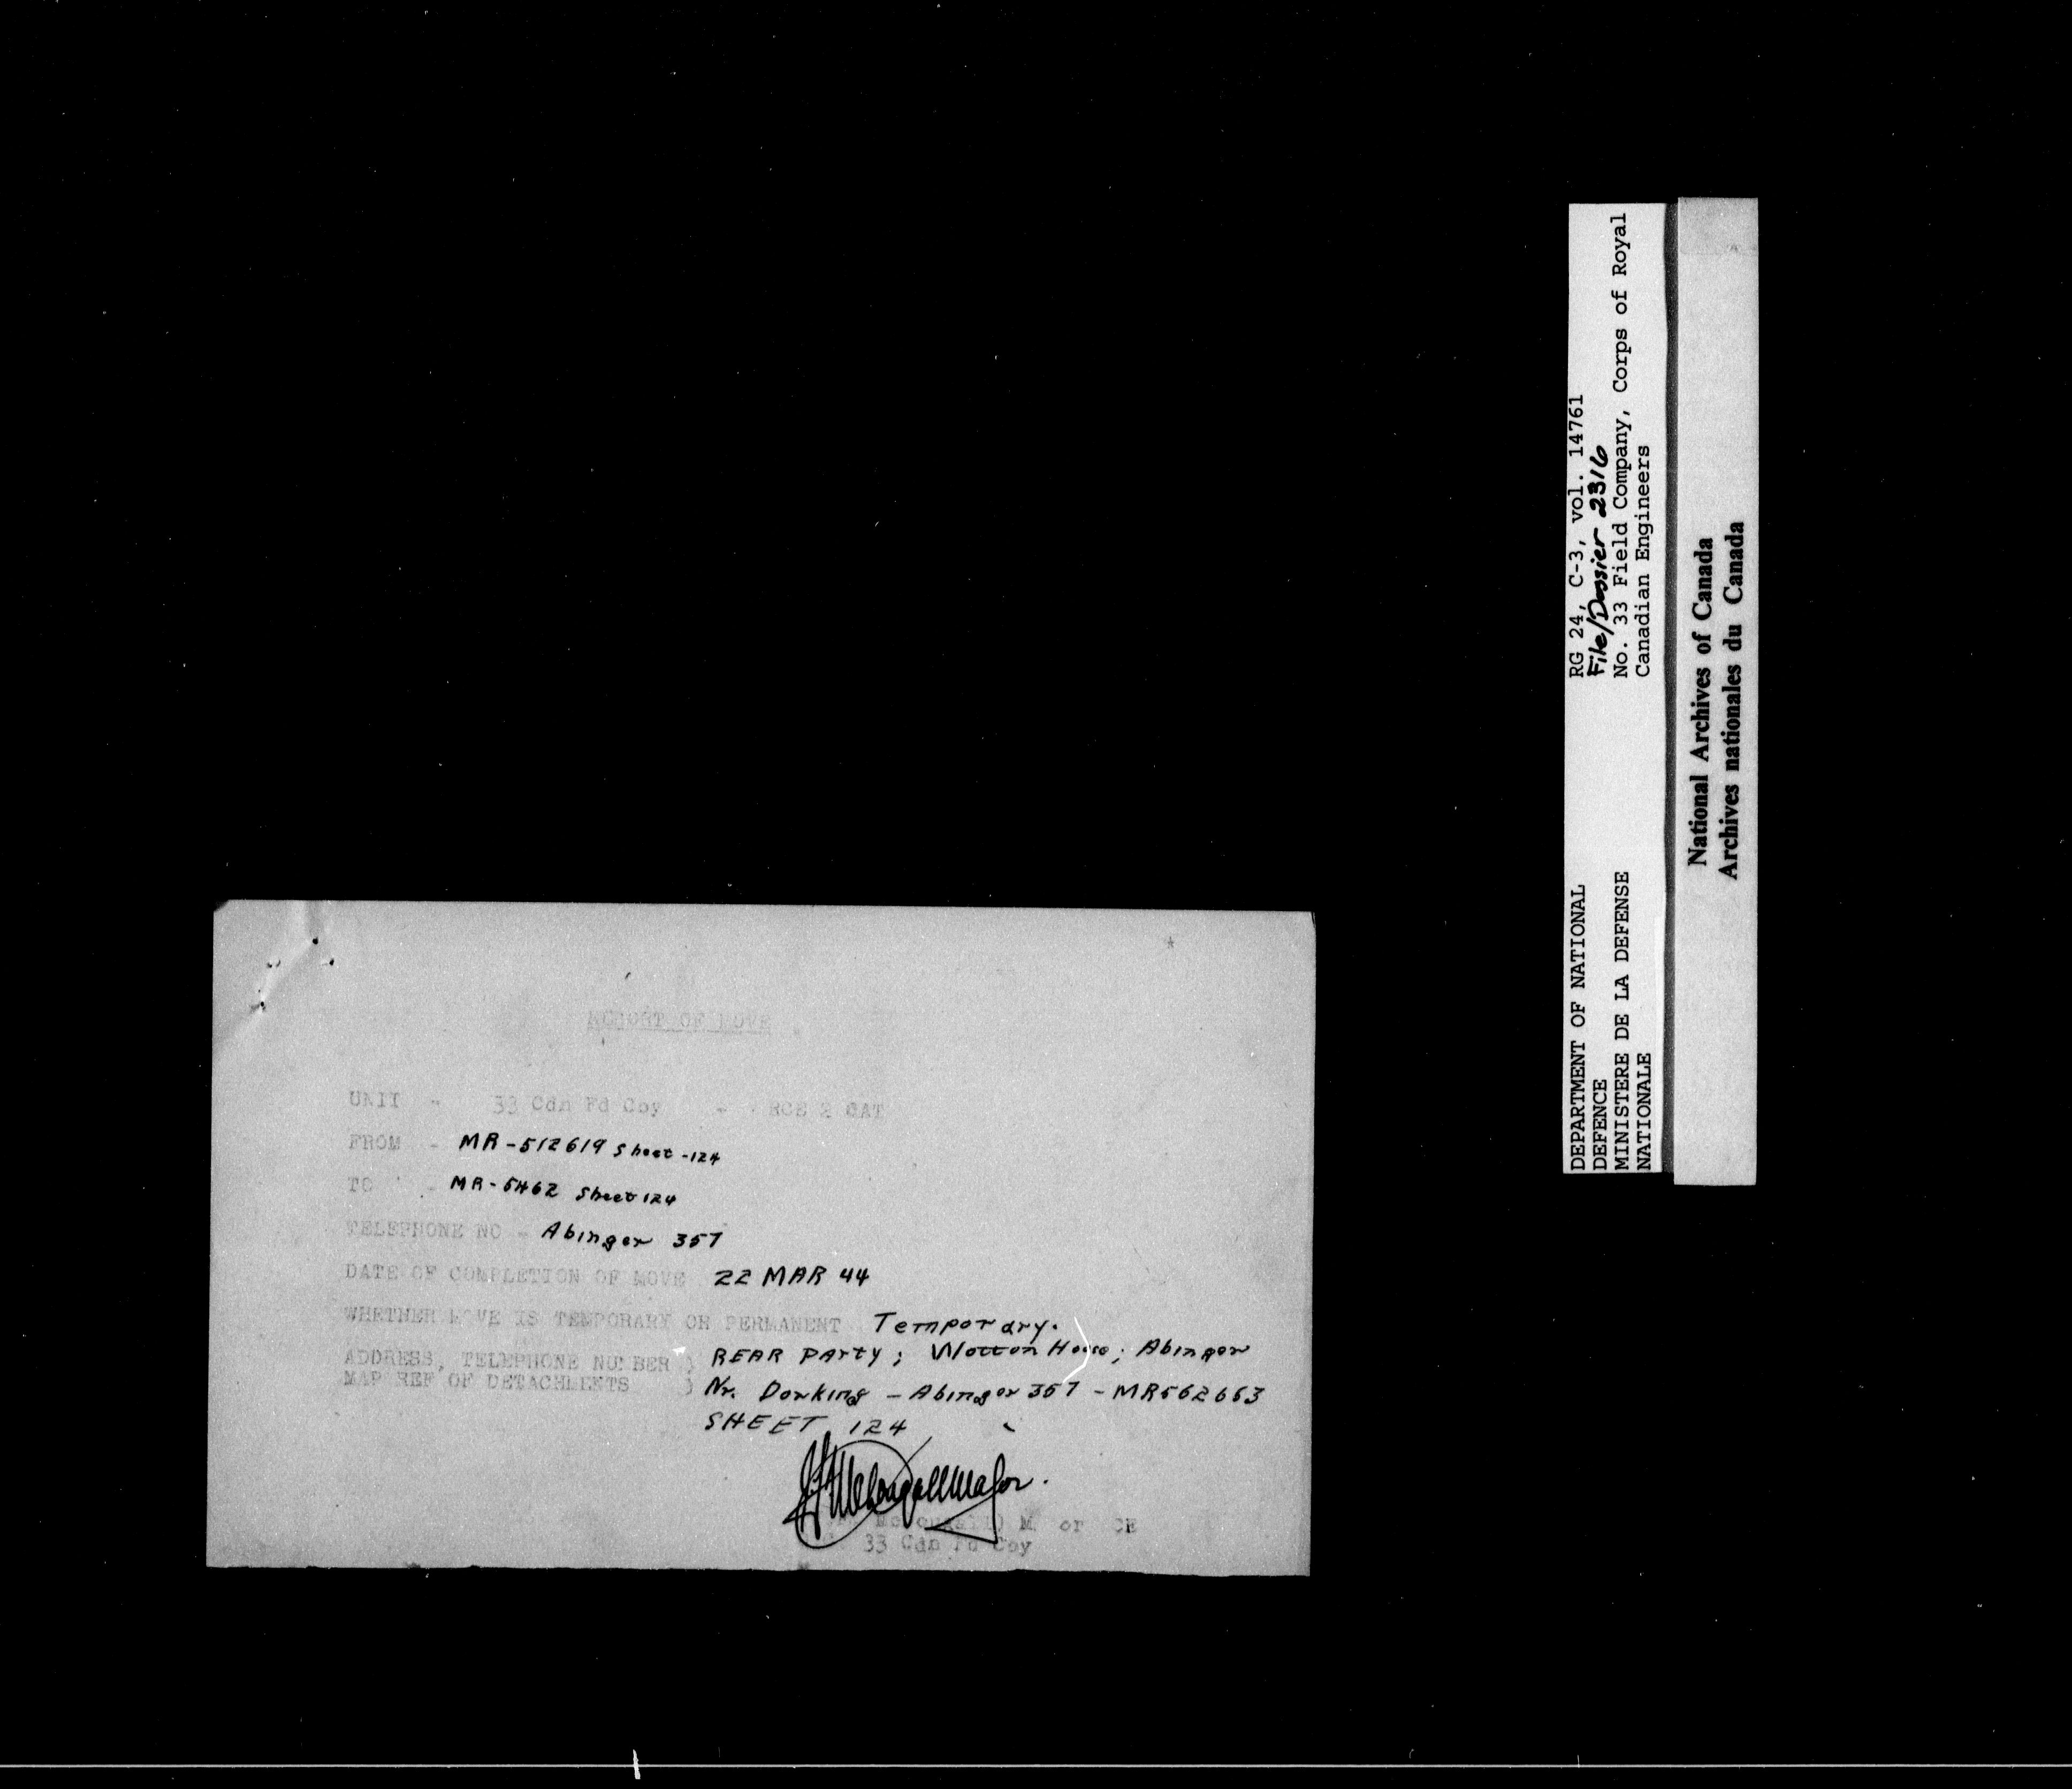 REPORT OF MOVE
UNIT - 33 Cdn Fd Coy - RCE 2 CAT
FROM - MR-512619 Sheet-124
TO - MR-5462 Sheet 124
TELEPHONE NO - Abinger 357
DATE OF COMPLETION OF MOVE 22 MAR 44
WHETHER MOVE IS TEMPORARY OR PERMANENT Temporary.
ADDRESS, TELEPHONE NUMBER ) REAR PARTY; Wotton House; Abinger
MAP REF OF DETACHMENTS ) Nr. Dorking - Abinger 357 - MR562653
SHEET 124
Major.
33 Cdn Fd Coy
DEPARTMENT OF NATIONAL
DEFENCE
MINISTERE DE LA DEFENSE
NATIONALE
RG 24, C-3, vol. 14761
File/Dossier 2316
No. 33 Field Company, Corps of Royal
Canadian Engineers
National Archives of Canada
Archives nationales du Canada